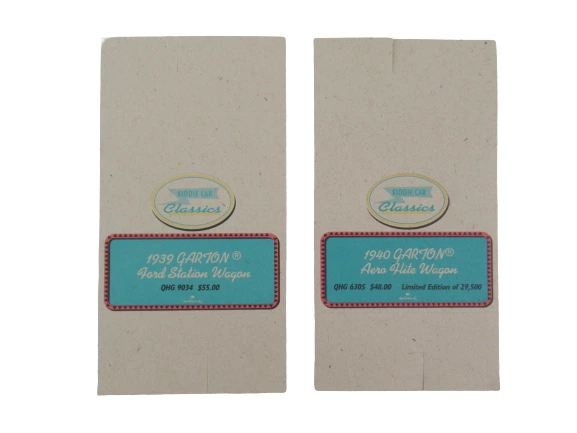 KIDDIE CAR
Classics
1939 GARTON®
Ford Station Wagon
QHG 9034 $55.00
KIDDIE CAR
Classics
1940 GARTON®
Aero Flite Wagon
QHG 6305 $48.00 Limited Edition of 29,500